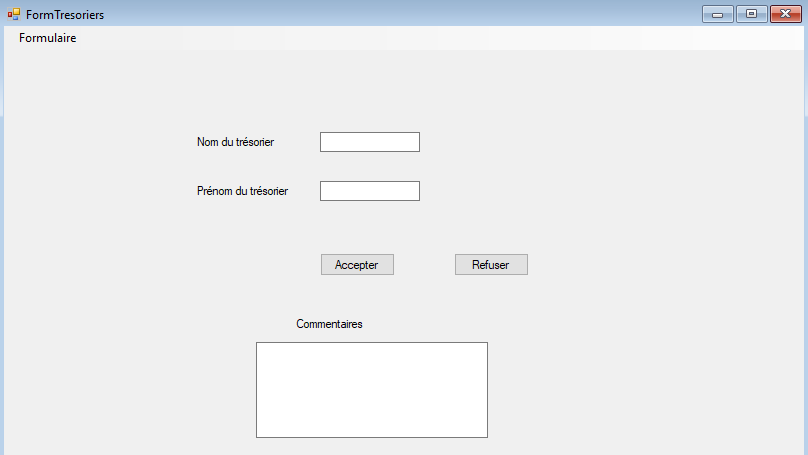 FormTresoriers
Formulaire
Nom du trésorier
Prénom du trésorier
Accepter Refuser
Commentaires